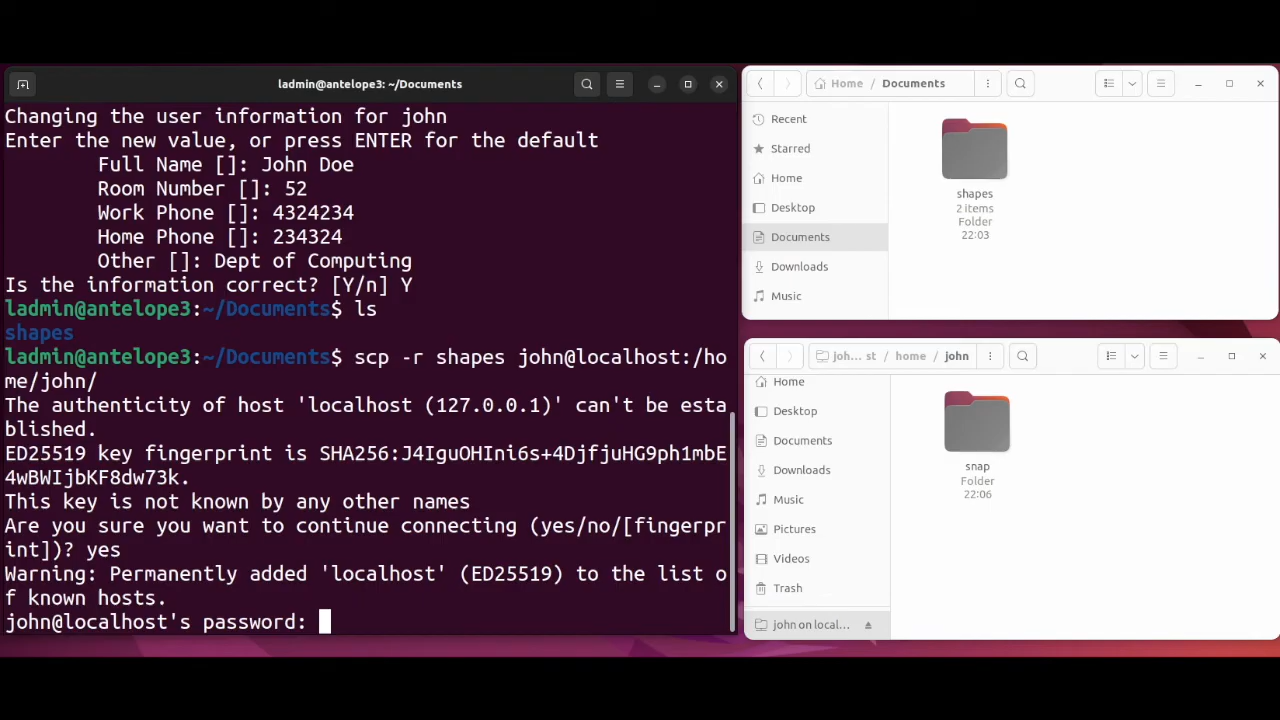 ladmin@antelope3: ~/Documents
Changing the user information for john
Enter the new value, or press ENTER for the default
Full Name []: John Doe
Room Number []: 52
Work Phone []: 4324234
Home Phone []: 234324
Other []: Dept of Computing
Is the information correct? [Y/n] Y
ladmin@antelope3:~/Documents$ ls
shapes
ladmin@antelope3:~/Documents$ scp -r shapes john@localhost:/ho
me/john/
The authenticity of host 'localhost (127.0.0.1)' can't be esta
blished.
ED25519 key fingerprint is SHA256:J4IguOHIni6s+4DjfjuHG9ph1mbE
4wBWIjbKF8dw73k.
This key is not known by any other names
Are you sure you want to continue connecting (yes/no/[fingerpr
int])? yes
Warning: Permanently added 'localhost' (ED25519) to the list o
f known hosts.
john@localhost's password:
Home / Documents
Recent
Starred
Home
Desktop
Documents
Downloads
Music
shapes
2 items
Folder
22:03
joh... st / home / john
Home
Desktop
Documents
Downloads
Music
Pictures
Videos
Trash
john on local...
snap
Folder
22:06